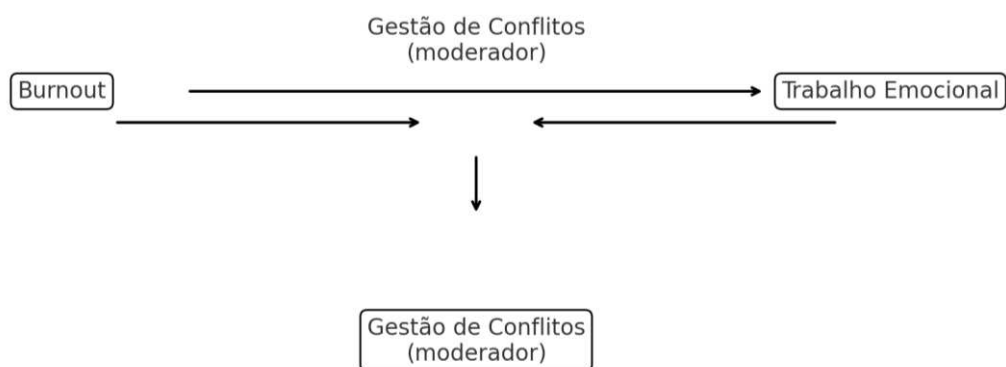 Gestão de Conflitos
(moderador)
Burnout
Trabalho Emocional
Gestão de Conflitos
(moderador)